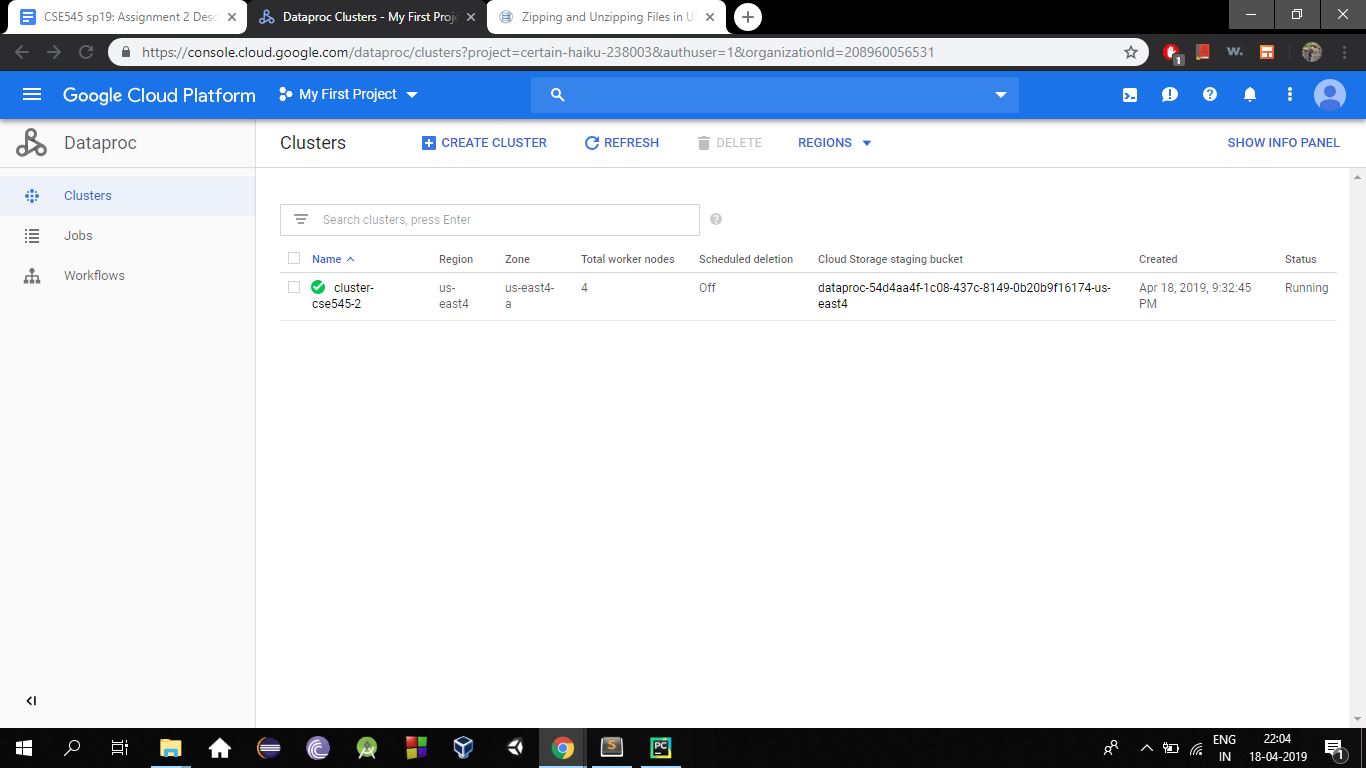 CSE545 sp19: Assignment 2 Desc
Dataproc Clusters - My First Proje
Zipping and Unzipping Files in U
https://console.cloud.google.com/dataproc/clusters?project=certain-haiku-238003&authuser=1&organizationId=208960056531
1
w.
Google Cloud Platform
My First Project
Dataproc
Clusters
CREATE CLUSTER
REFRESH
DELETE
REGIONS
SHOW INFO PANEL
Clusters
Jobs
Workflows
Search clusters, press Enter
Name Region Zone Total worker nodes Scheduled deletion Cloud Storage staging bucket Created Status
cluster- us- us-east4- 4 Off dataproc-54d4aa4f-1c08-437c-8149-0b20b9f16174-us- Apr 18, 2019, 9:32:45 Running
cse545-2 east4 a east4 PM
S
PC
ENG
IN
22:04
18-04-2019
1